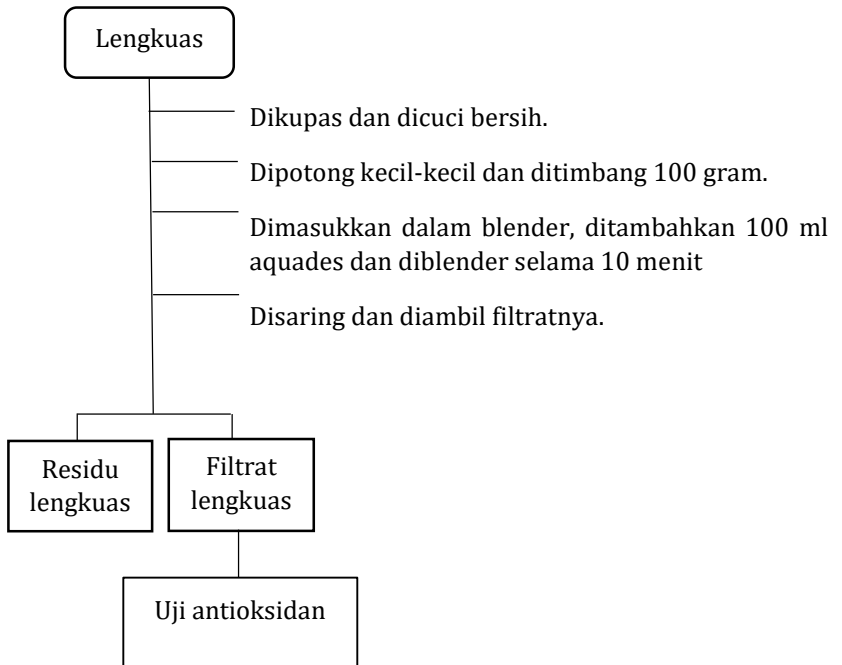 Lengkuas
Dikupas dan dicuci bersih.
Dipotong kecil-kecil dan ditimbang 100 gram.
Dimasukkan dalam blender, ditambahkan 100 ml
aquades dan diblender selama 10 menit
Disaring dan diambil filtratnya.
Residu
lengkuas
Filtrat
lengkuas
Uji antioksidan